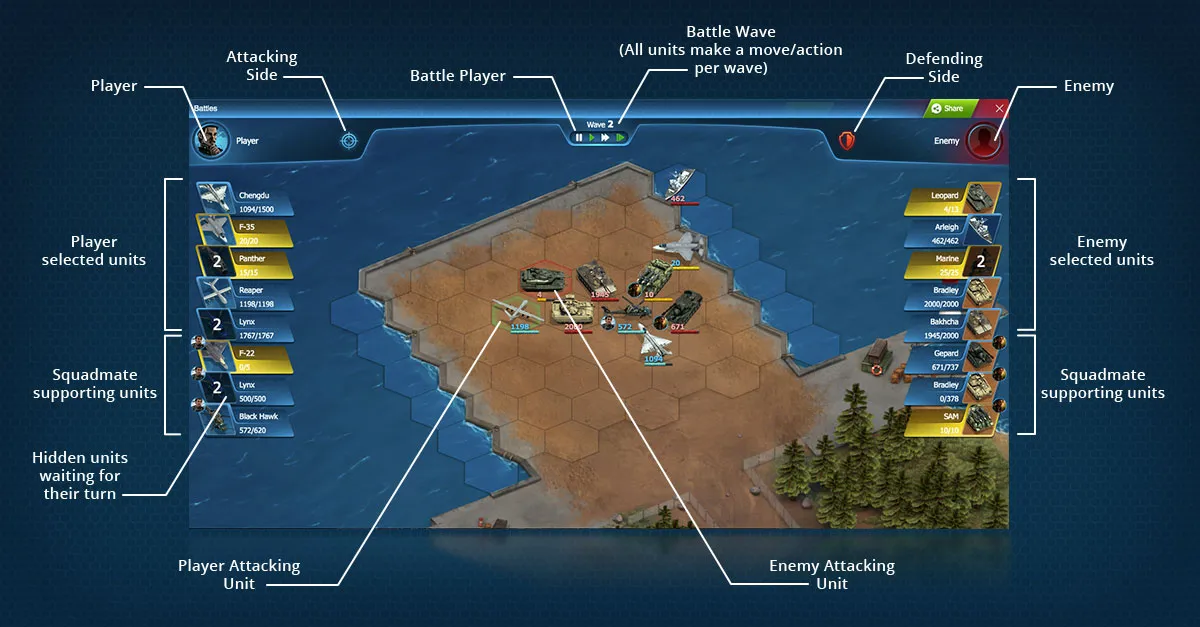 Battle Wave
(All units make a move/action
per wave)
Attacking
Side
Battle Player
Defending
Side
Player
Enemy
Battles
Share
Wave 2
Player
Enemy
Player
selected units
Chengdu
1094/1500
F-35
20/20
2
Panther
15/15
Reaper
1198/1198
2
Lynx
1767/1767
Squadmate
supporting units
F-22
0/5
2
Lynx
500/500
Black Hawk
572/620
Hidden units
waiting for
their turn
462
20
4
1945
10
1198
2000
572
671
1094
Leopard
4/13
Arleigh
462/462
Marine
25/25
2
Bradley
2000/2000
Bakhcha
1945/2000
Enemy
selected units
Gepard
671/737
Bradley
0/378
SAM
10/10
Squadmate
supporting units
Player Attacking
Unit
Enemy Attacking
Unit